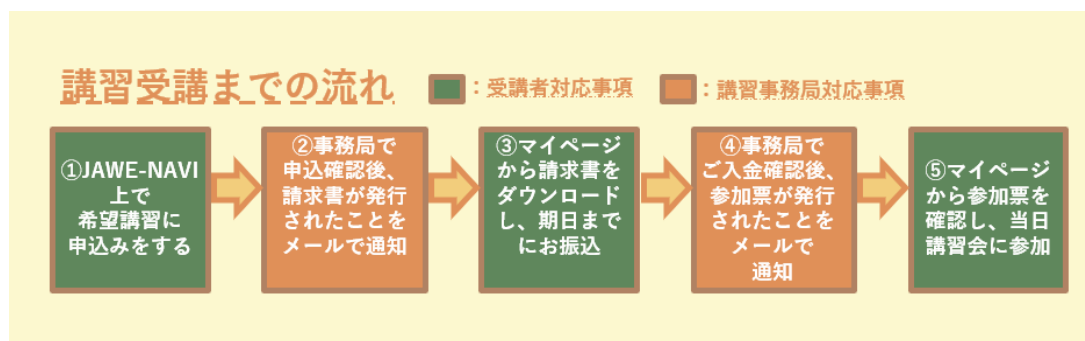 講習受講までの流れ
：受講者対応事項
：講習事務局対応事項
①JAWE-NAVI
上で
希望講習に
申込みをする
②事務局で
申込確認後、
請求書が発行
されたことを
メールで通知
③マイページ
から請求書を
ダウンロード
し、期日まで
にお振込
④事務局で
ご入金確認後、
参加票が発行
されたことを
メールで
通知
⑤マイページ
から参加票を
確認し、当日
講習会に参加